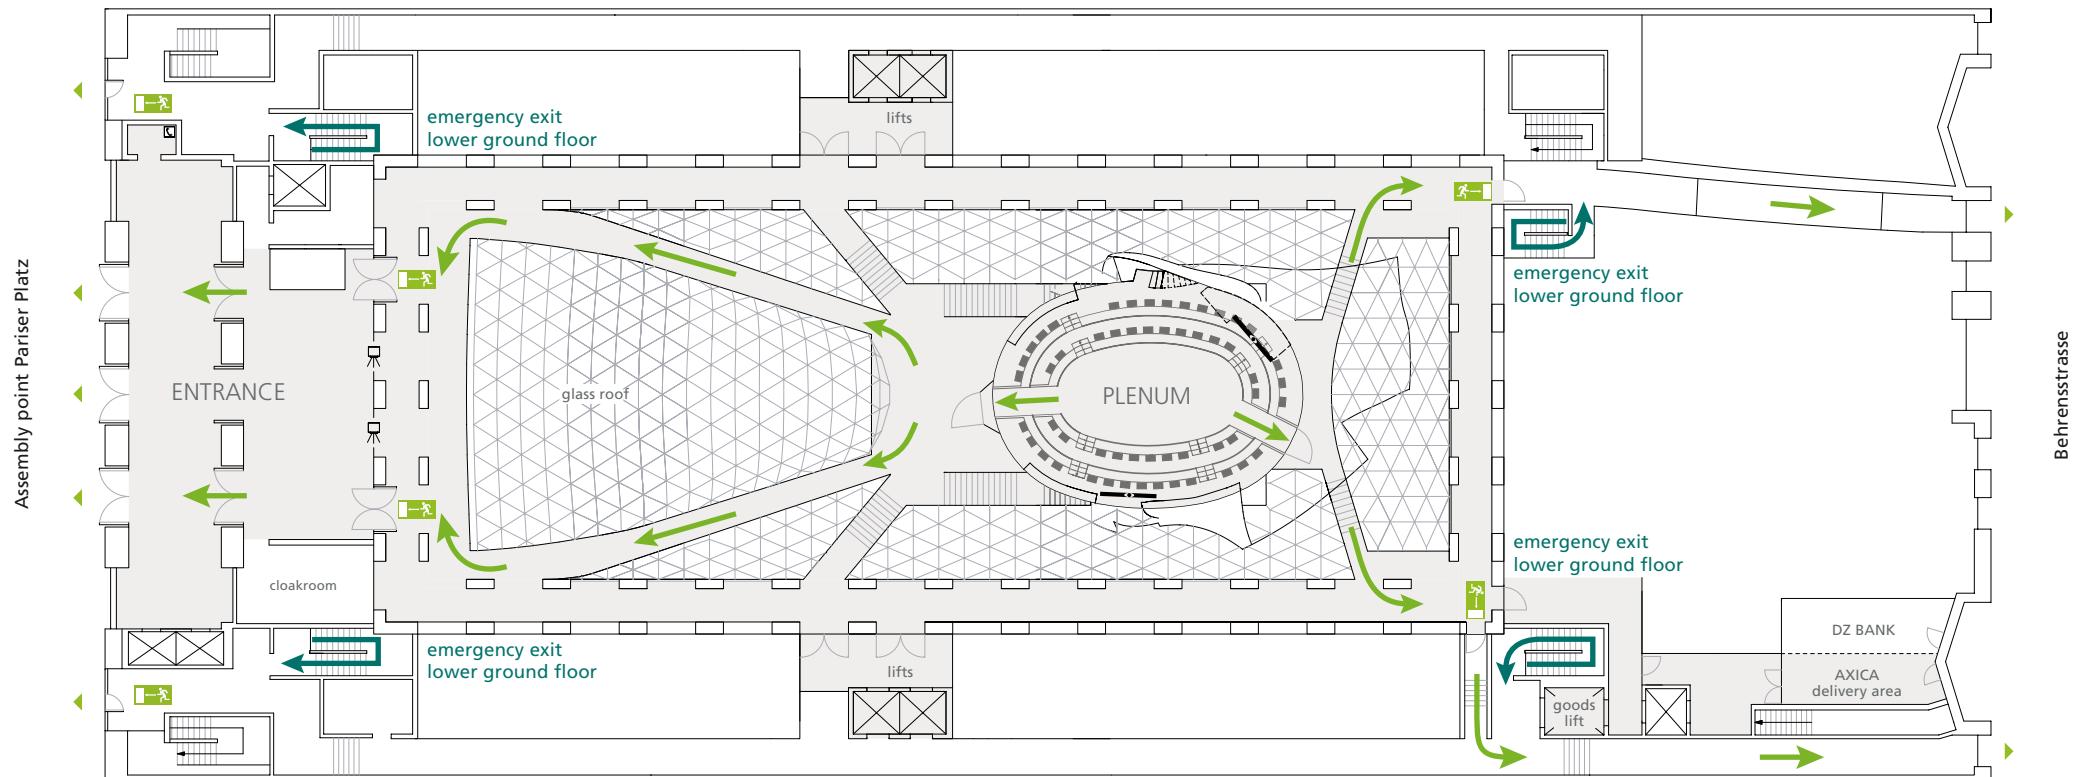 emergency exit
lower ground floor
lifts
emergency exit
lower ground floor
Assembly point Pariser Platz
ENTRANCE
glass roof
PLENUM
Behrensstrasse
emergency exit
lower ground floor
cloakroom
emergency exit
lower ground floor
lifts
DZ BANK
AXICA
delivery area
goods
lift